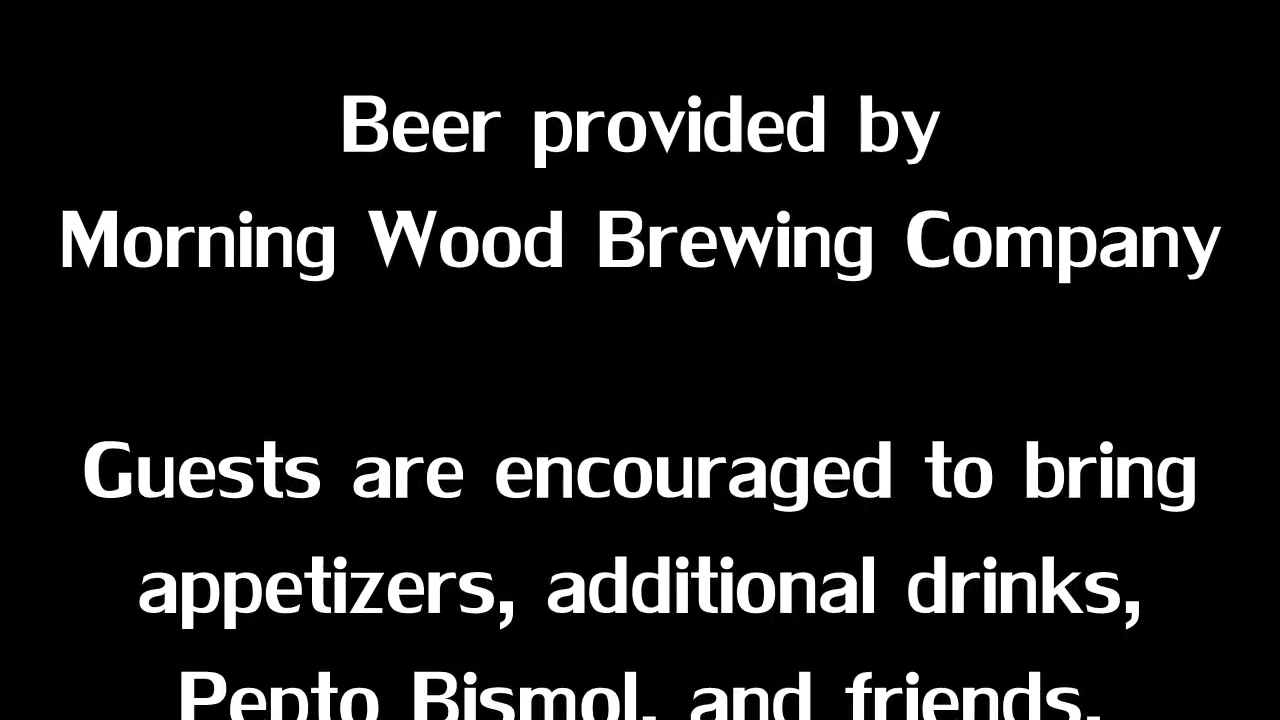 Beer provided by
Morning Wood Brewing Company
Guests are encouraged to bring
appetizers, additional drinks,
Pepto Bismol, and friends.